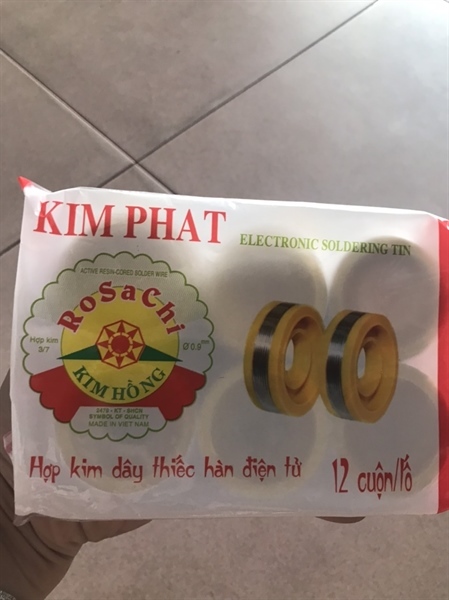 KIM PHAT
ELECTRONIC SOLDERING TIN
ACTIVE RESIN-CORED SOLDER WIRE
RoSaChi
Hợp kim
3/7
Ø 0.9mm
KIM HỒNG
SYMBOL OF QUALITY
MADE IN VIET NAM
Hợp kim dây thiếc hàn điện tử
12 cuộn/lố